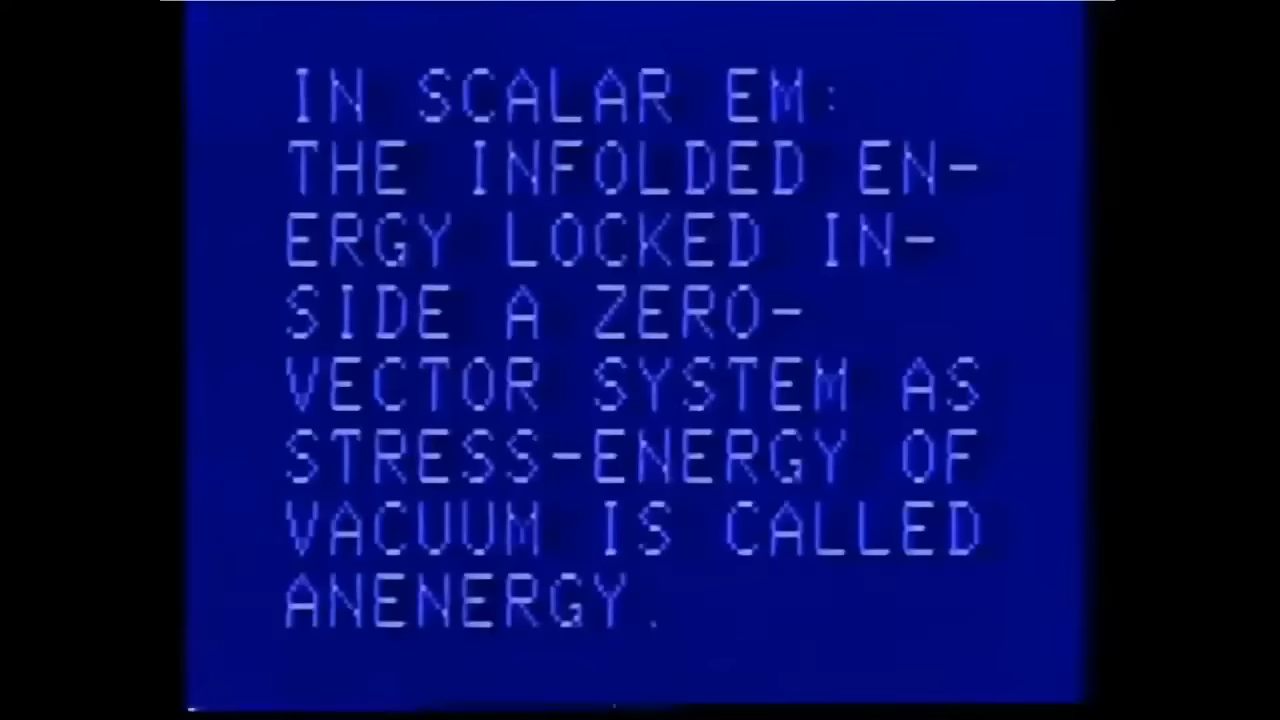 IN SCALAR EM:
THE INFOLDED EN-
ERGY LOCKED IN-
SIDE A ZERO-
VECTOR SYSTEM AS
STRESS-ENERGY OF
VACUUM IS CALLED
ANENERGY.